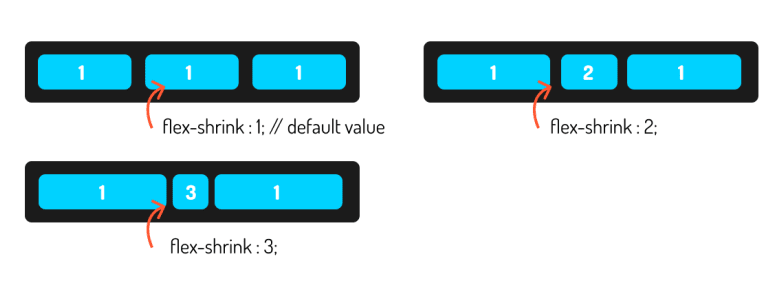 1 1 1
flex-shrink : 1; // default value
1 2 1
flex-shrink : 2;
1 3 1
flex-shrink : 3;